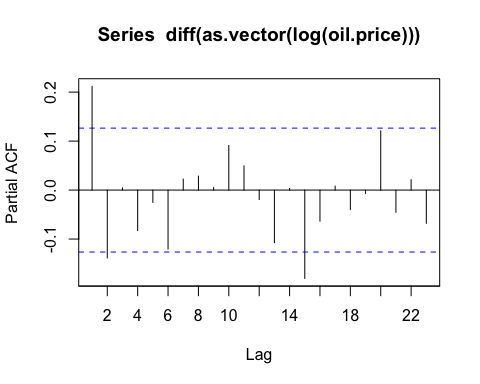 Series  diff(as.vector(log(oil.price)))
Partial ACF
0.2
0.1
0.0
-0.1
2 4 6 8 10 14 18 22
Lag